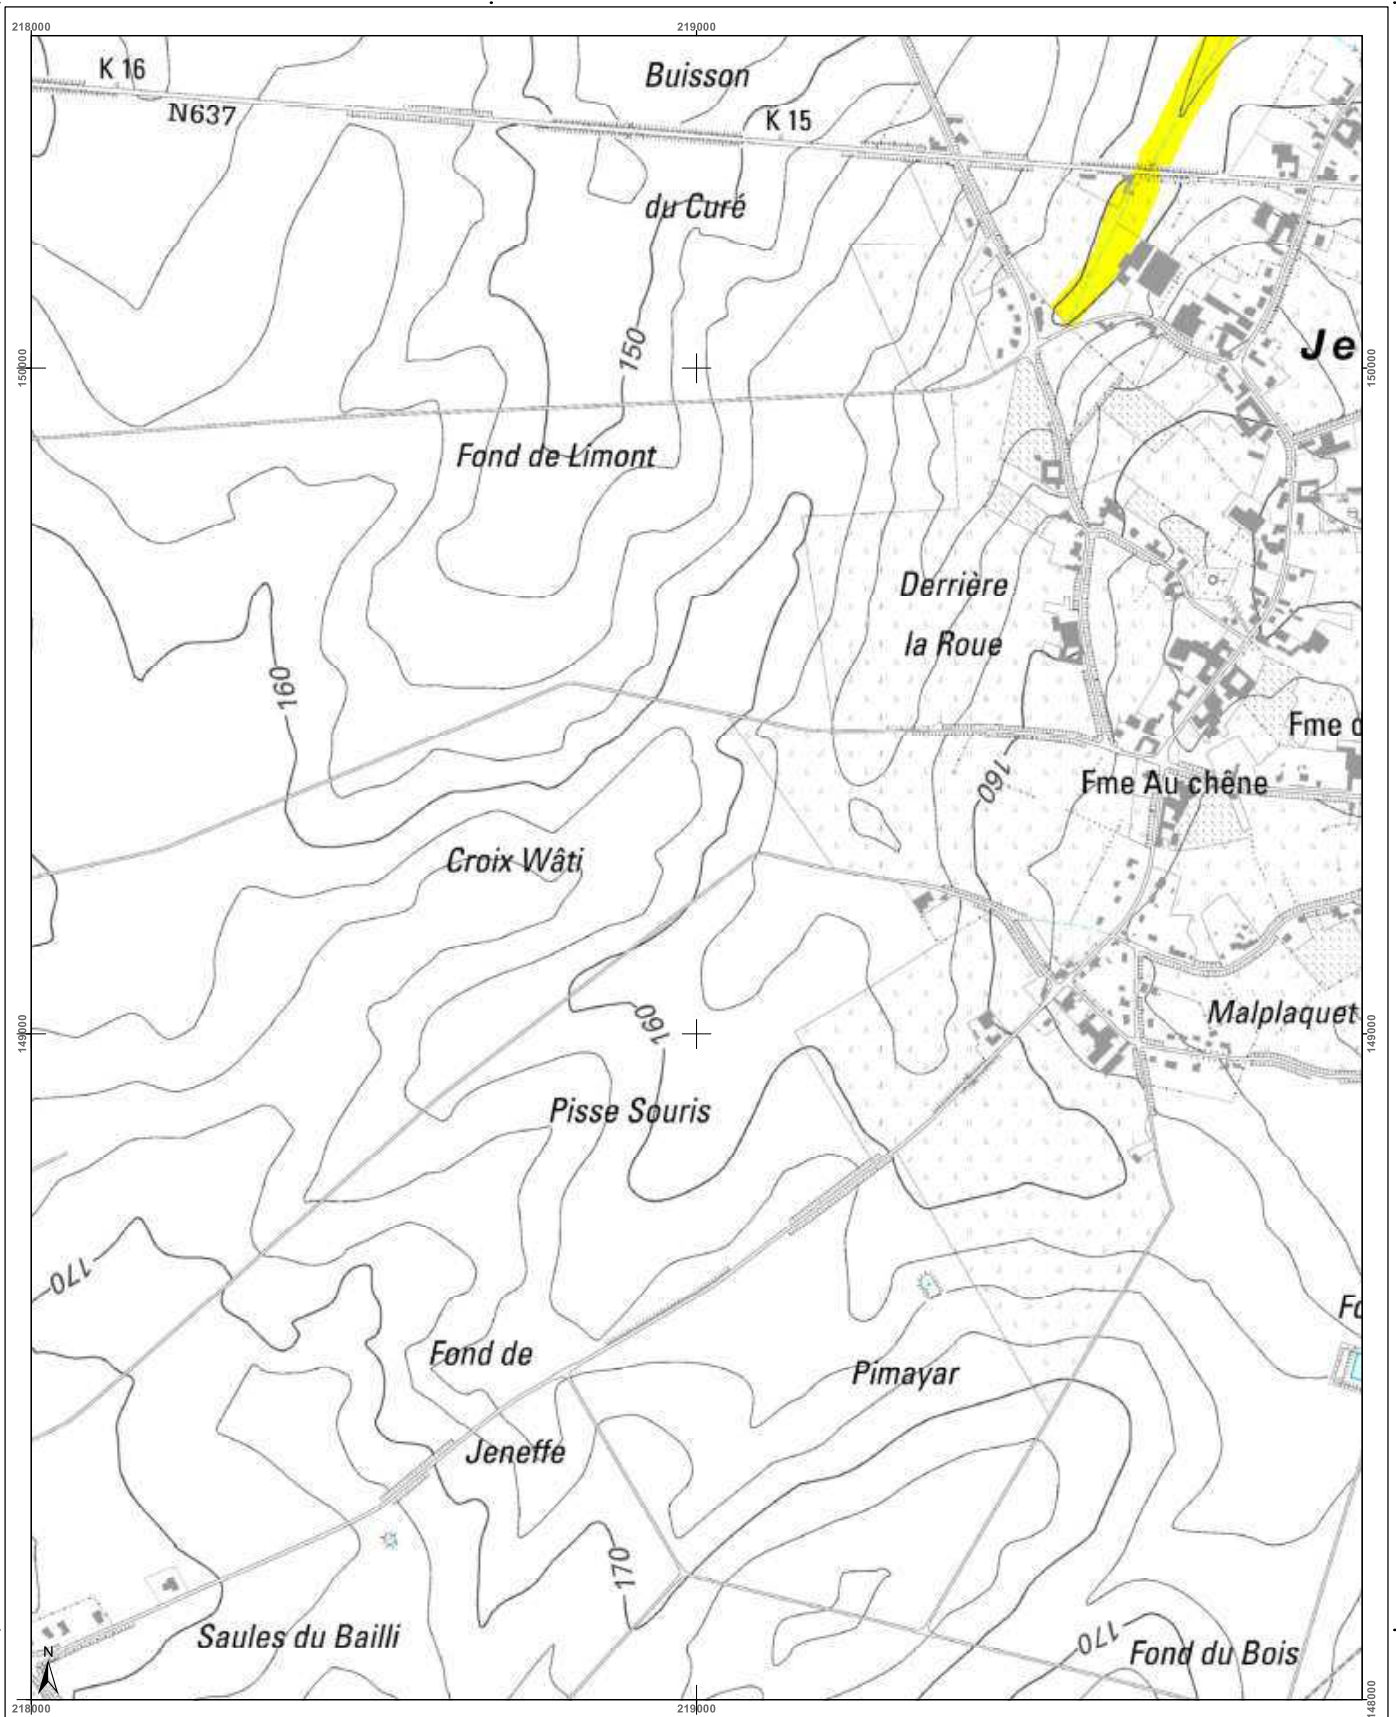 218000
219000
K 16
N637
Buisson
K 15
du Curé
150
Je
150000
150000
Fond de Limont
Derrière
la Roue
160
Fme d
160
Fme Au chêne
Croix Wâti
160
Malplaquet
149000
149000
Pisse Souris
170
Fo
Fond de
Pimayar
Jeneffe
170
Saules du Bailli
170
Fond du Bois
N
218000
219000
148000